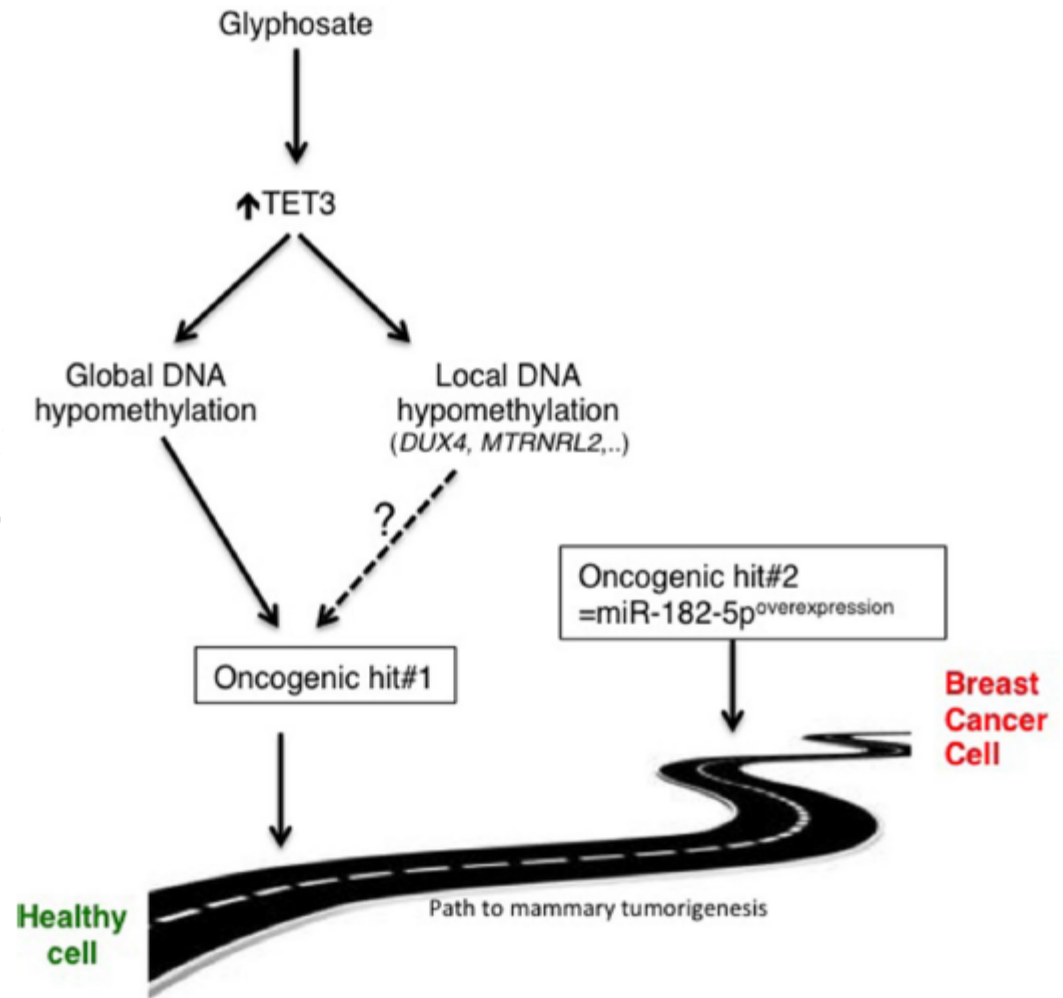 Glyphosate
↑TET3
Global DNA
hypomethylation
Local DNA
hypomethylation
(DUX4, MTRNRL2,..)
?
Oncogenic hit#1
Oncogenic hit#2
=miR-182-5poverexpression
Breast
Cancer
Cell
Healthy
cell
Path to mammary tumorigenesis